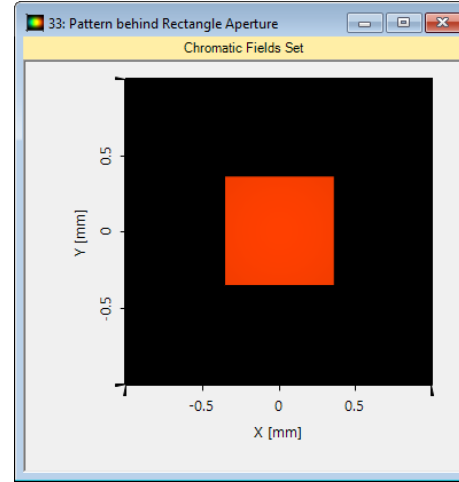 33: Pattern behind Rectangle Aperture
Chromatic Fields Set
0.5
0
-0.5
Y [mm]
-0.5 0 0.5
X [mm]